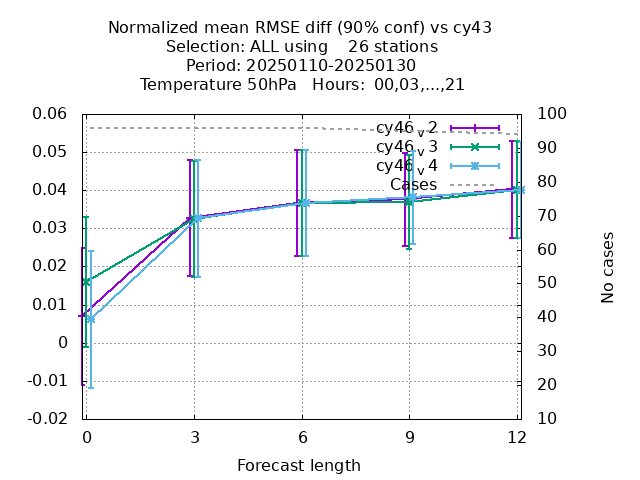 Normalized mean RMSE diff (90% conf) vs cy43
Selection: ALL using    26 stations
Period: 20250110-20250130
Temperature 50hPa   Hours:  00,03,...,21
0.06
0.05
0.04
0.03
0.02
0.01
0
-0.01
-0.02
100
90
80
70
60
50
40
30
20
10
cy46v2
cy46v3
cy46v4
Cases
No cases
0
3
6
9
12
Forecast length